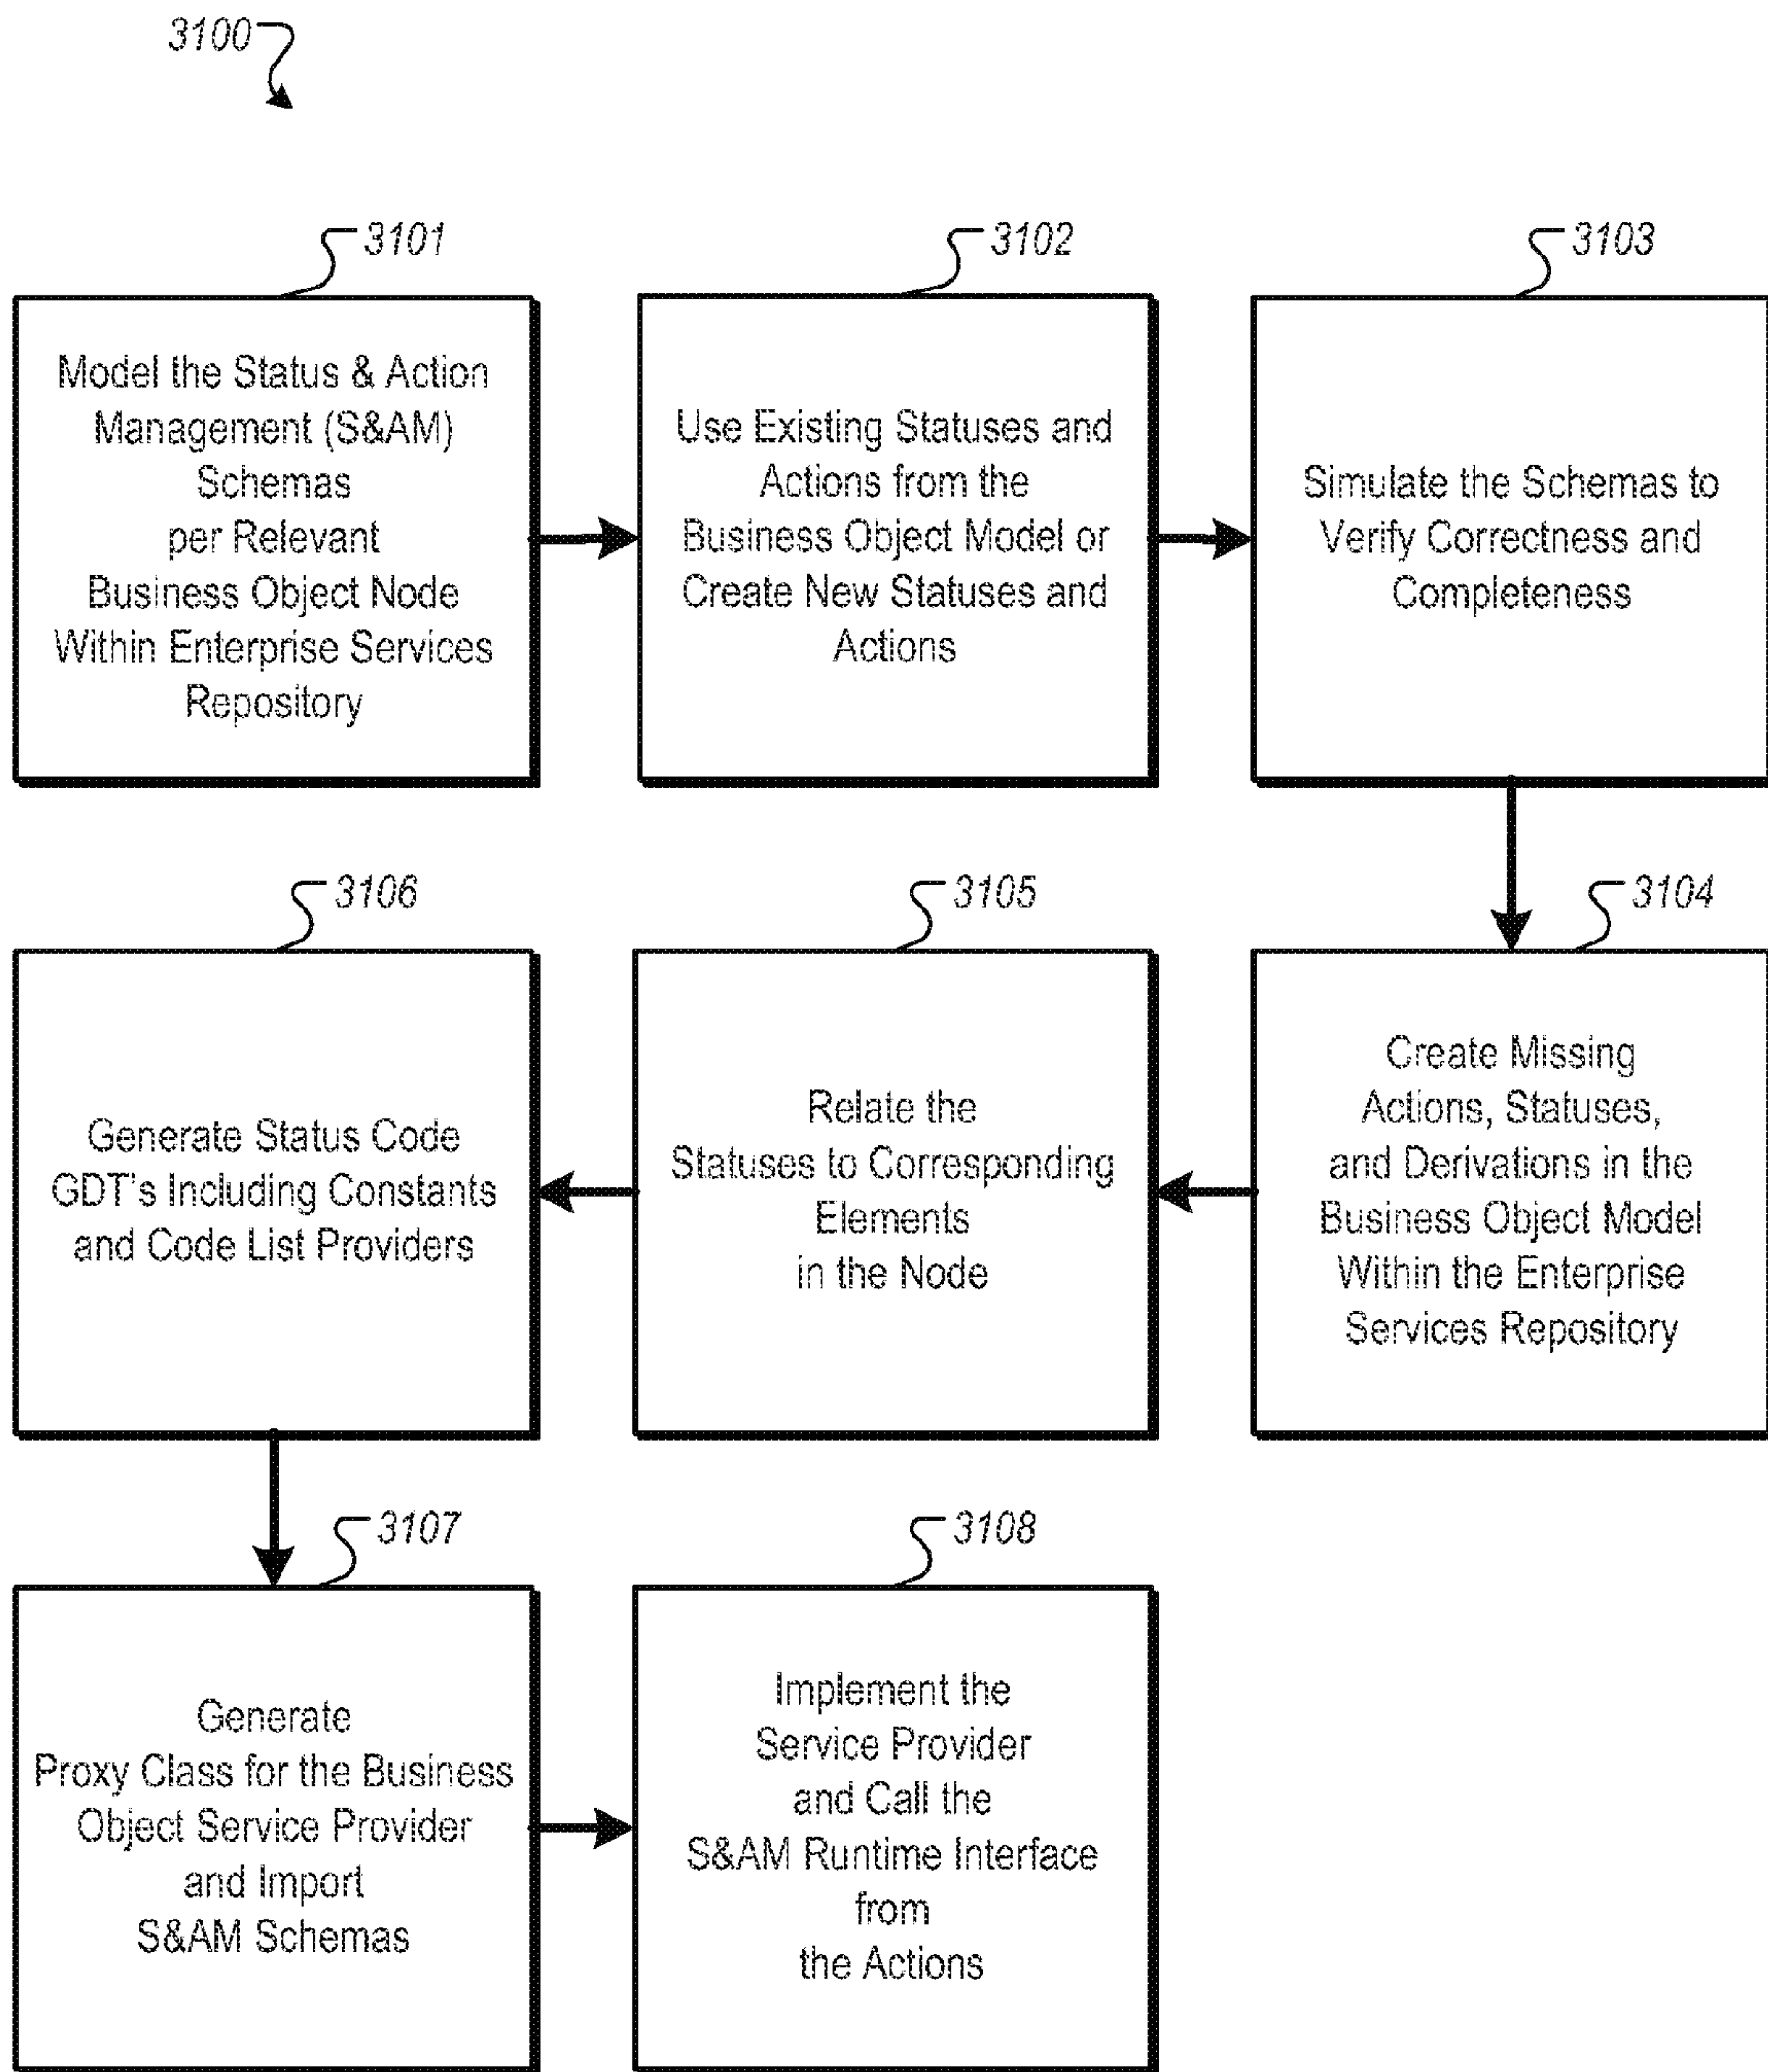 3100
3101
Model the Status & Action
Management (S&AM)
Schemas
per Relevant
Business Object Node
Within Enterprise Services
Repository
3102
Use Existing Statuses and
Actions from the
Business Object Model or
Create New Statuses and
Actions
3103
Simulate the Schemas to
Verify Correctness and
Completeness
3104
Create Missing
Actions, Statuses,
and Derivations in the
Business Object Model
Within the Enterprise
Services Repository
3105
Relate the
Statuses to Corresponding
Elements
in the Node
3106
Generate Status Code
GDT's Including Constants
and Code List Providers
3107
Generate
Proxy Class for the Business
Object Service Provider
and Import
S&AM Schemas
3108
Implement the
Service Provider
and Call the
S&AM Runtime Interface
from
the Actions